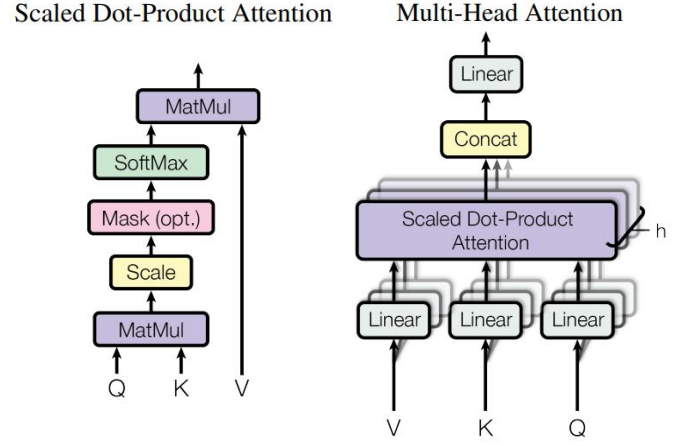 Scaled Dot-Product Attention
MatMul
SoftMax
Mask (opt.)
Scale
MatMul
Q K V
Multi-Head Attention
Linear
Concat
Scaled Dot-Product
Attention
h
Linear Linear Linear
V K Q